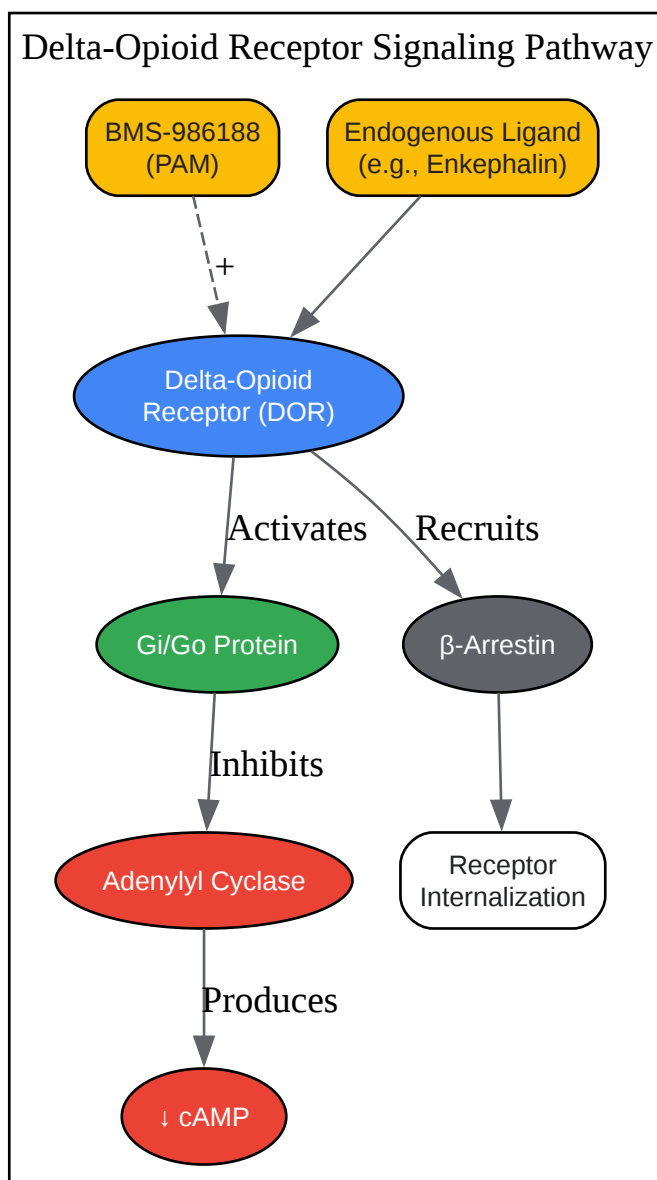 Delta-Opioid Receptor Signaling Pathway
BMS-986188
(PAM)
Endogenous Ligand
(e.g., Enkephalin)
+
Delta-Opioid
Receptor (DOR)
Activates
Recruits
Gi/Go Protein
β-Arrestin
Inhibits
Adenylyl Cyclase
Receptor
Internalization
Produces
↓ cAMP